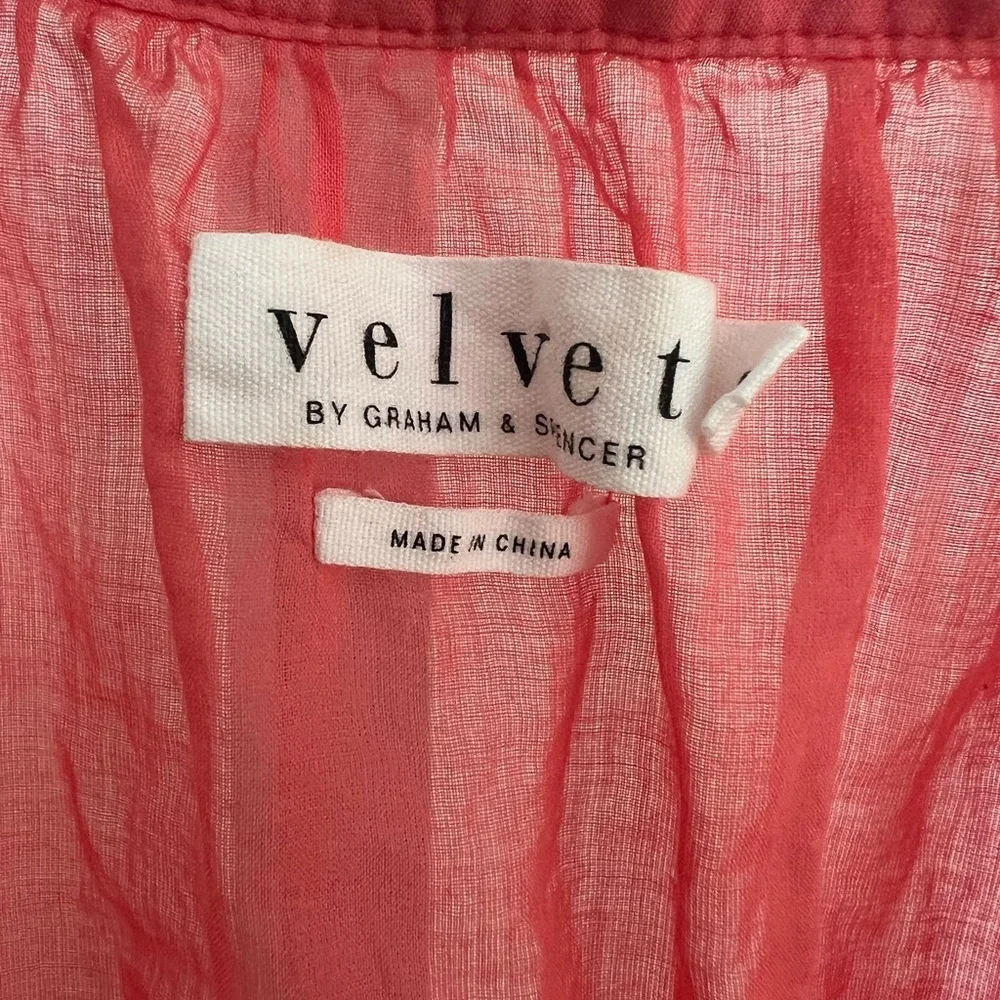 velvet
BY GRAHAM & SPENCER
MADE IN CHINA